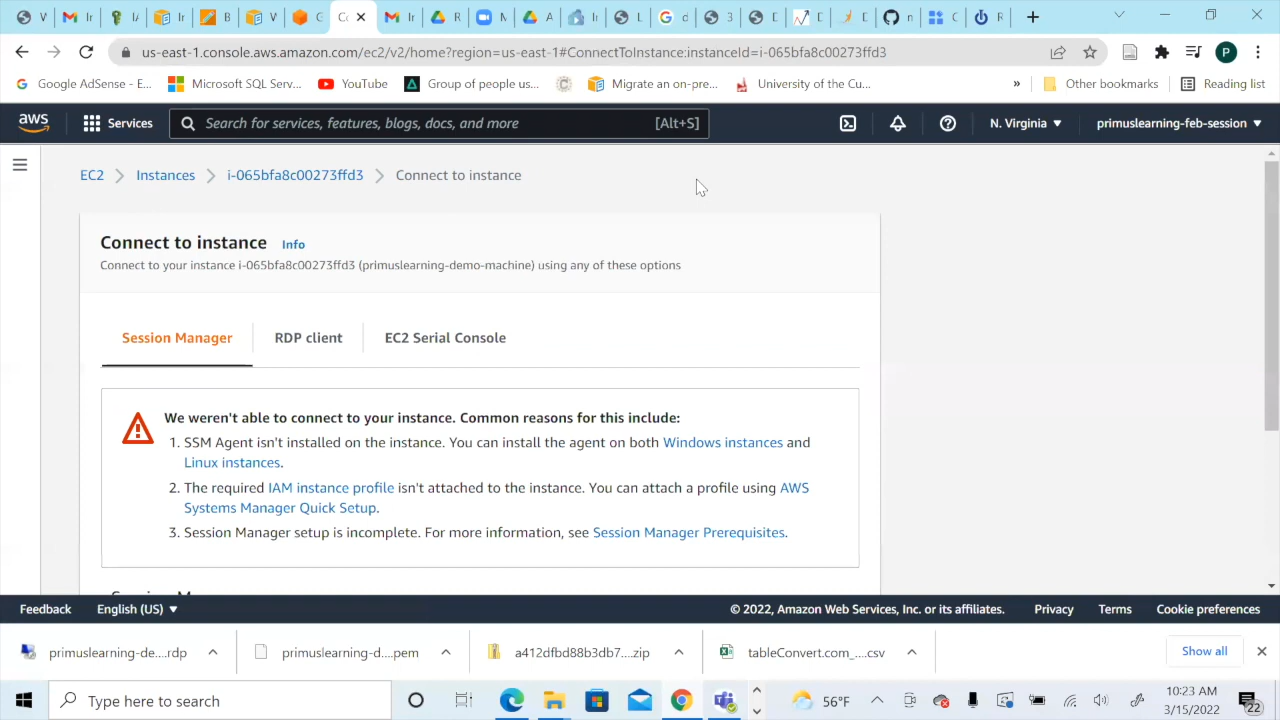 us-east-1.console.aws.amazon.com/ec2/v2/home?region=us-east-1#ConnectToInstance:instanceId=i-065bfa8c00273ffd3
P
Google AdSense - E...
Microsoft SQL Serv...
YouTube
Group of people us...
Migrate an on-pre...
University of the Cu...
»
Other bookmarks
Reading list
aws
Services
Search for services, features, blogs, docs, and more
[Alt+S]
N. Virginia
primuslearning-feb-session
EC2
Instances
i-065bfa8c00273ffd3
Connect to instance
Connect to instance Info
Connect to your instance i-065bfa8c00273ffd3 (primuslearning-demo-machine) using any of these options
Session Manager
RDP client
EC2 Serial Console
We weren't able to connect to your instance. Common reasons for this include:
1. SSM Agent isn't installed on the instance. You can install the agent on both Windows instances and
Linux instances.
2. The required IAM instance profile isn't attached to the instance. You can attach a profile using AWS
Systems Manager Quick Setup.
3. Session Manager setup is incomplete. For more information, see Session Manager Prerequisites.
Feedback
English (US)
© 2022, Amazon Web Services, Inc. or its affiliates.
Privacy
Terms
Cookie preferences
primuslearning-de....rdp
primuslearning-d....pem
a412dfbd88b3db7....zip
tableConvert.com_....csv
Show all
Type here to search
56°F
10:23 AM
3/15/2022
22